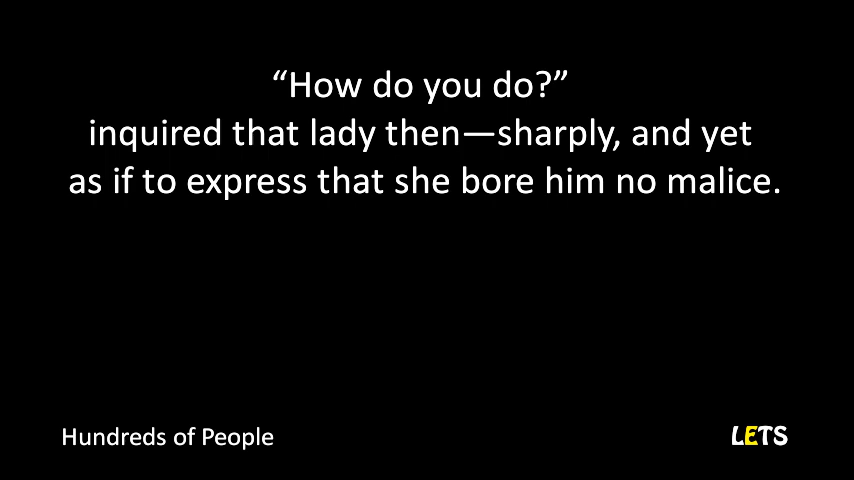 “How do you do?”
inquired that lady then—sharply, and yet
as if to express that she bore him no malice.
Hundreds of People
LETS